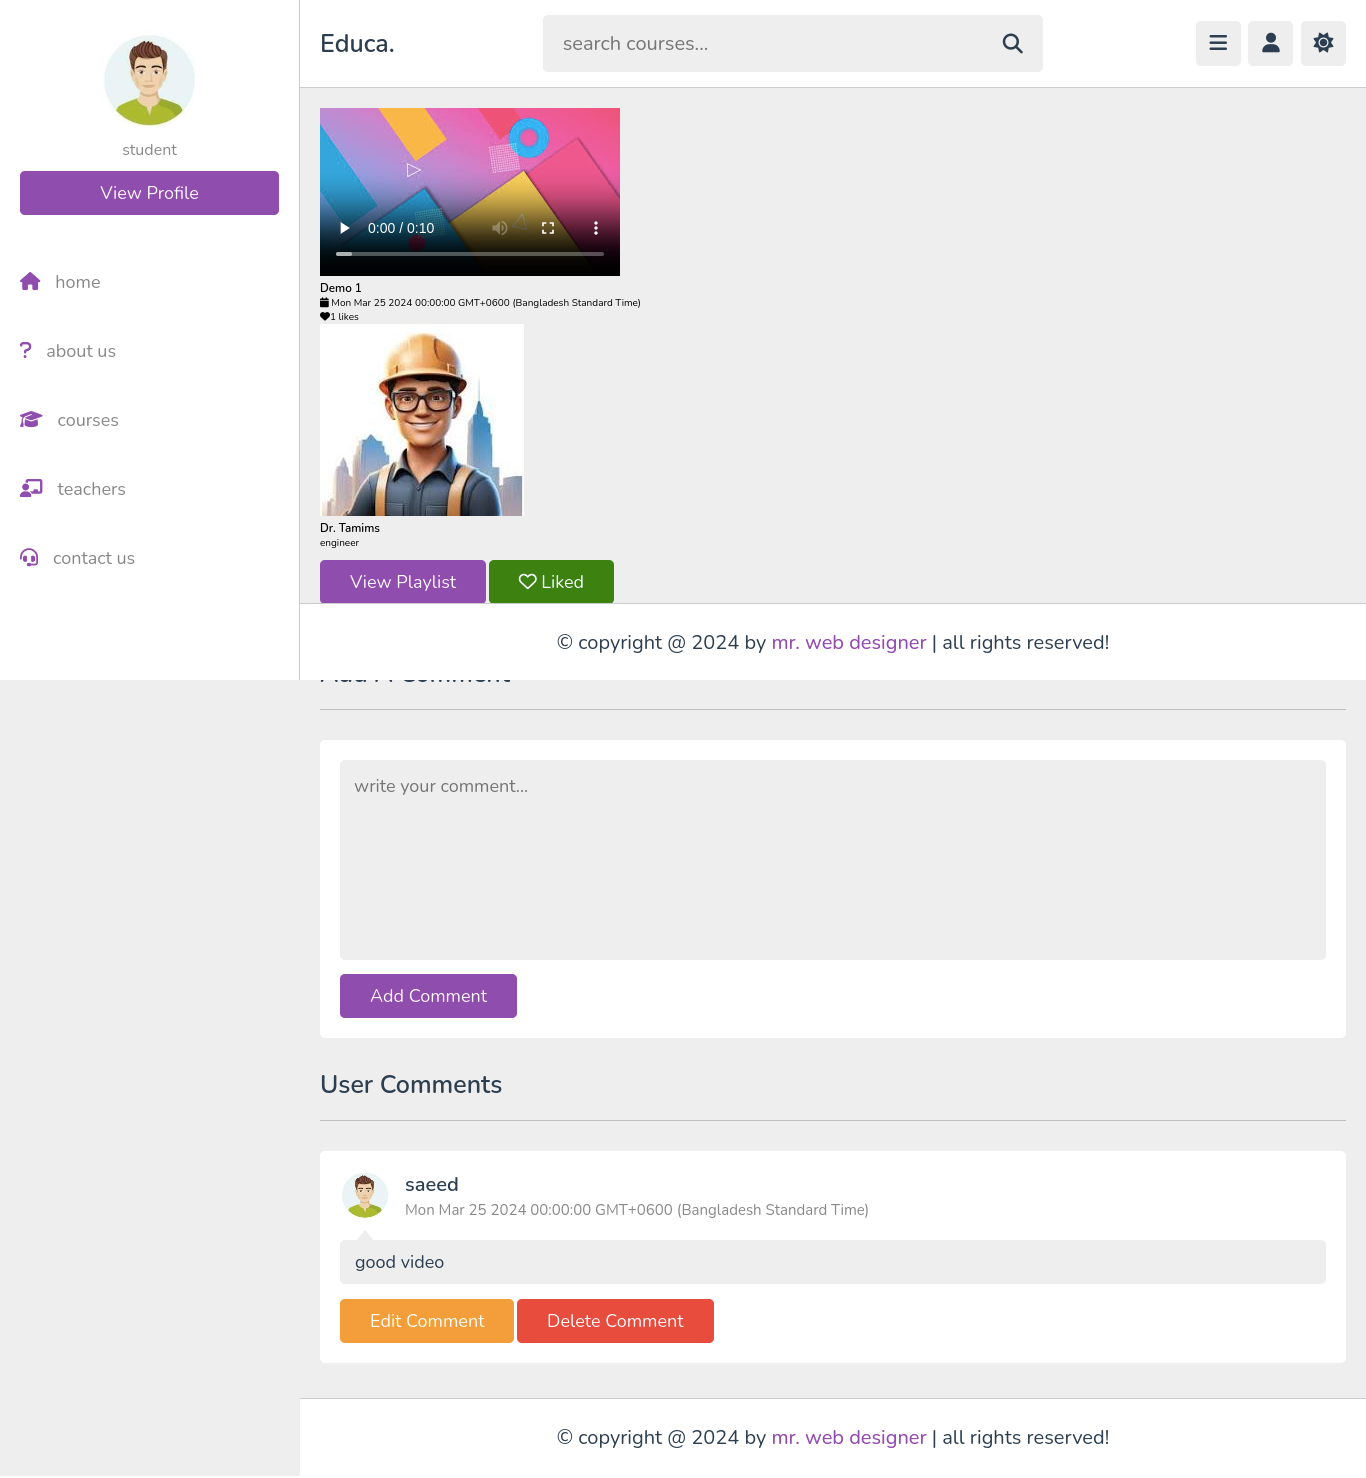 student
View Profile
home
about us
courses
teachers
contact us
Educa.
search courses...
0:00 / 0:10
Demo 1
Mon Mar 25 2024 00:00:00 GMT+0600 (Bangladesh Standard Time)
1 likes
Dr. Tamims
engineer
View Playlist
Liked
© copyright @ 2024 by mr. web designer | all rights reserved!
Add A Comment
write your comment...
Add Comment
User Comments
saeed
Mon Mar 25 2024 00:00:00 GMT+0600 (Bangladesh Standard Time)
good video
Edit Comment
Delete Comment
© copyright @ 2024 by mr. web designer | all rights reserved!